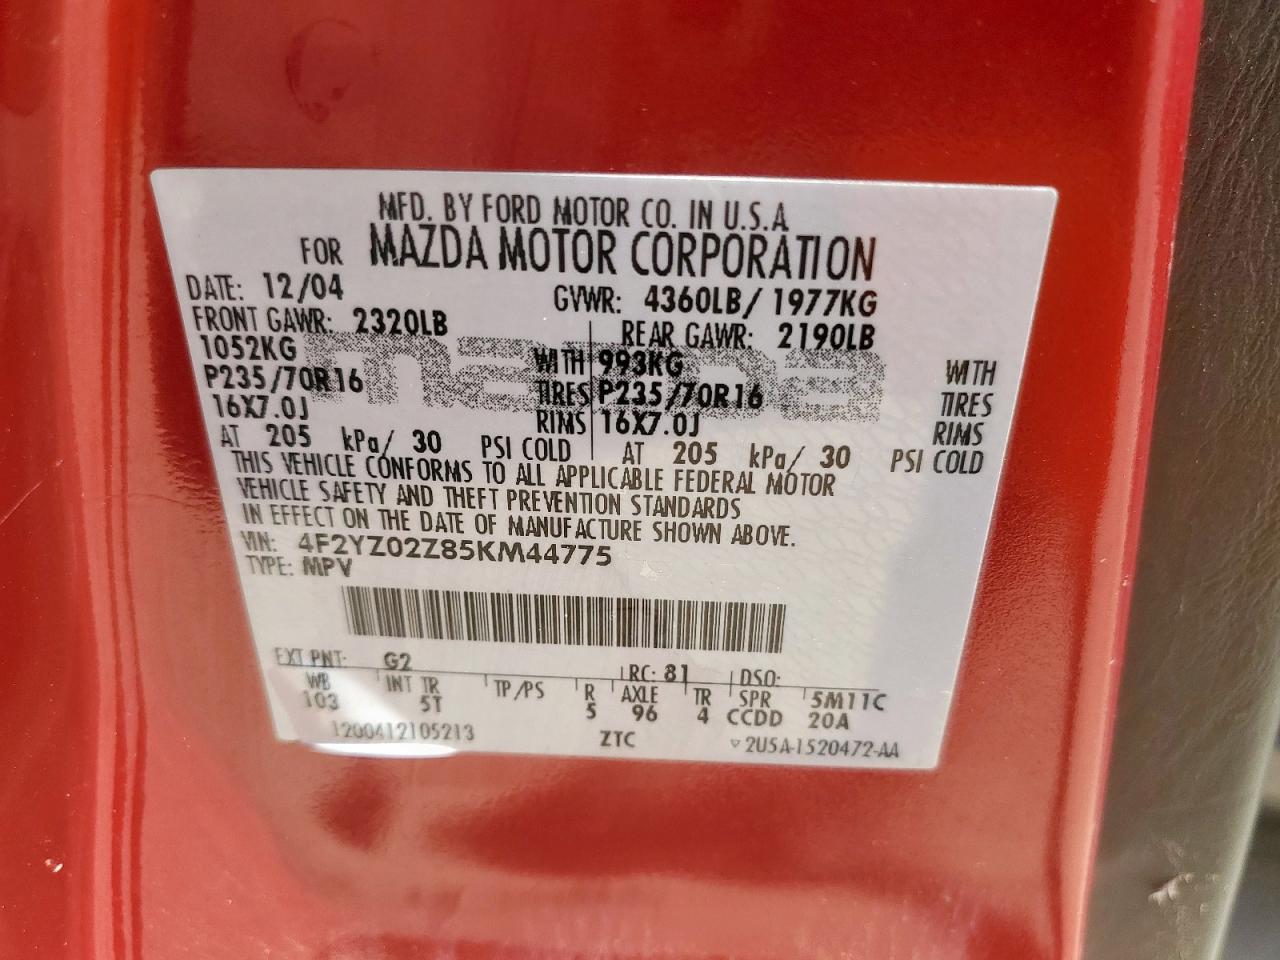 MFD. BY FORD MOTOR CO. IN U.S.A
FOR MAZDA MOTOR CORPORATION
DATE: 12/04 GVWR: 4360LB/ 1977KG
FRONT GAWR: 2320LB REAR GAWR: 2190LB
1052KG WITH 993KG WITH
P235/70R16 TIRES P235/70R16 TIRES
16X7.0J RIMS 16X7.0J RIMS
AT 205 kPa/ 30 PSI COLD AT 205 kPa/ 30 PSI COLD
THIS VEHICLE CONFORMS TO ALL APPLICABLE FEDERAL MOTOR
VEHICLE SAFETY AND THEFT PREVENTION STANDARDS
IN EFFECT ON THE DATE OF MANUFACTURE SHOWN ABOVE.
VIN: 4F2YZ02Z85KM44775
TYPE: MPV
EXT PNT: G2 RC: 81 DSO:
WB INT TR TP/PS R AXLE TR SPR 5M11C
103 5T 5 96 4 CCDD 20A
1200412105213 ZTC 2U5A-1520472-AA
mazda